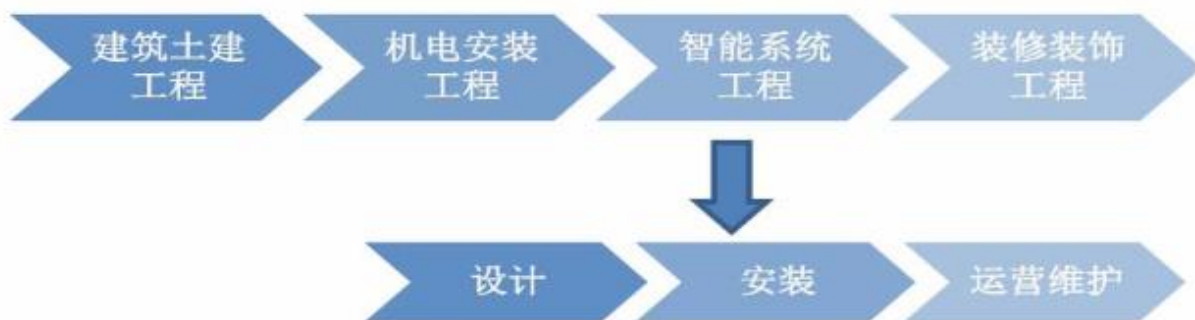 建筑土建
工程
机电安装
工程
智能系统
工程
装修装饰
工程
设计
安装
运营维护